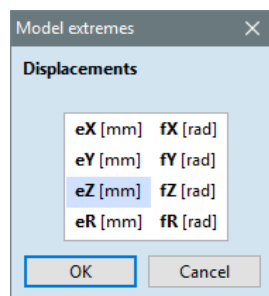 Model extremes
Displacements
eX [mm] fX [rad]
eY [mm] fY [rad]
eZ [mm] fZ [rad]
eR [mm] fR [rad]
OK Cancel